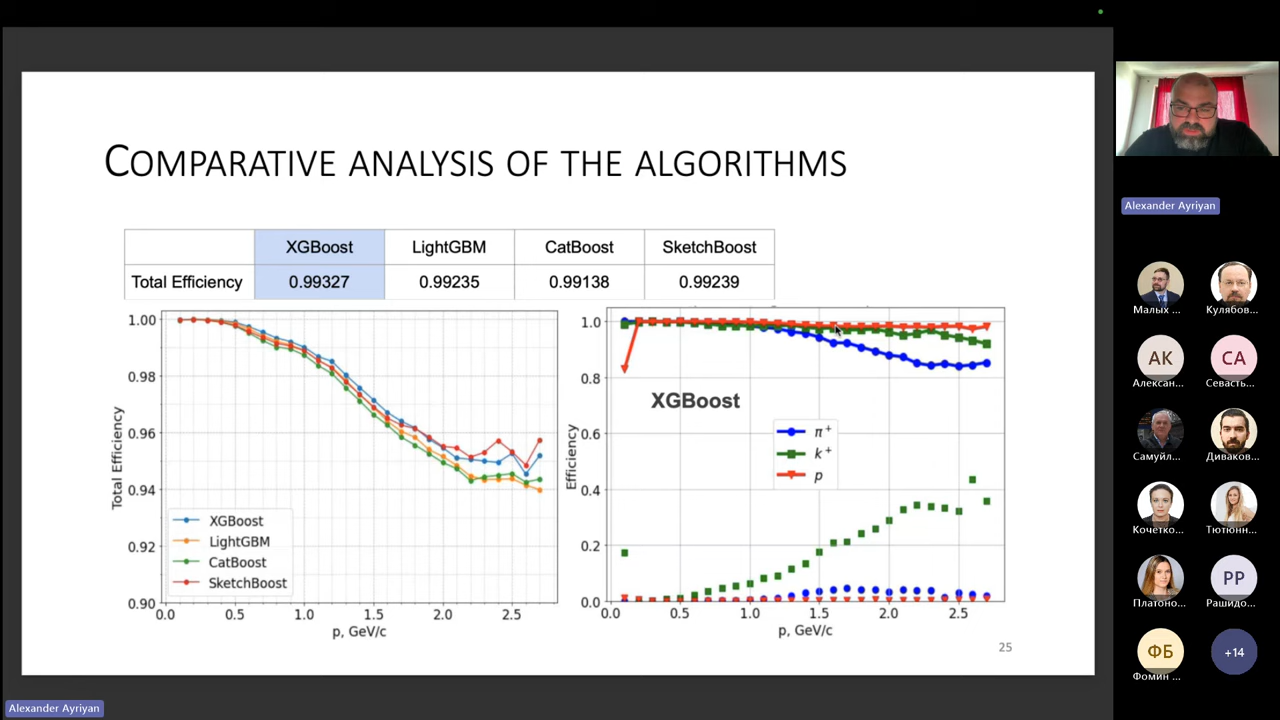 COMPARATIVE ANALYSIS OF THE ALGORITHMS
XGBoost LightGBM CatBoost SketchBoost
Total Efficiency 0.99327 0.99235 0.99138 0.99239
1.00
0.98
0.96
0.94
0.92
0.90
Total Efficiency
XGBoost
LightGBM
CatBoost
SketchBoost
0.0 0.5 1.0 1.5 2.0 2.5
p, GeV/c
1.0
0.8
0.6
0.4
0.2
0.0
Efficiency
XGBoost
π+
k+
p
0.5 1.0 1.5 2.0 2.5
p, GeV/c
25
Alexander Ayriyan
Alexander Ayriyan
Малых ...
Кулябов...
АК
СА
Александ...
Севасть...
Самуйл...
Диваков...
Кочетко...
Тютюнн...
РР
Платоно...
Рашидо...
ФБ
+14
Фомин ...